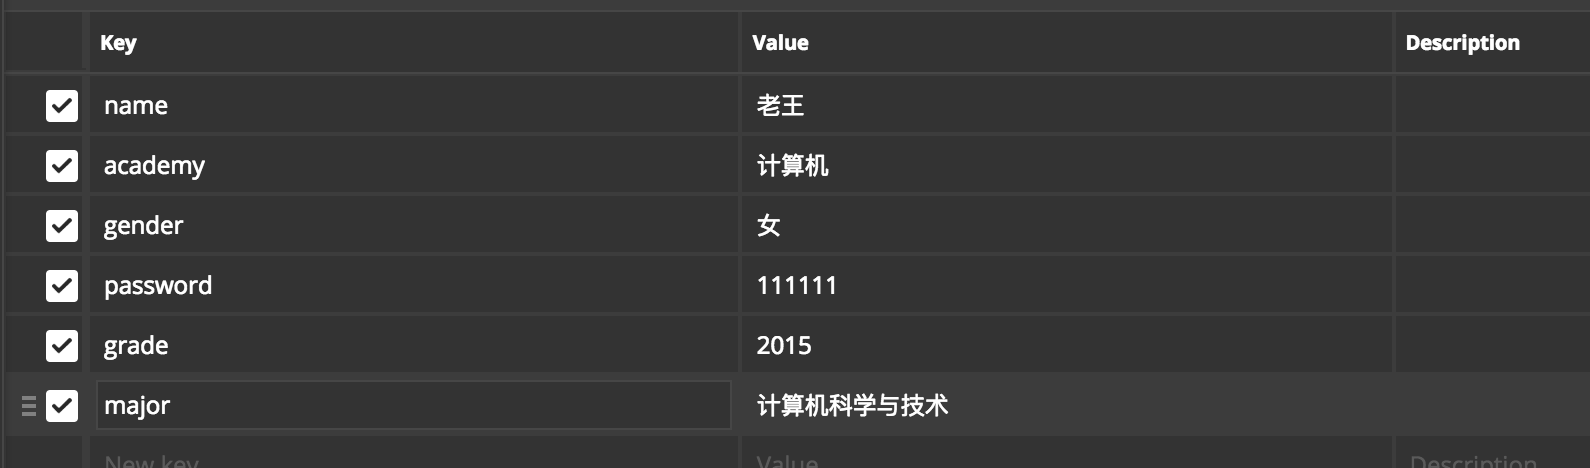 Key Value Description
name 老王
academy 计算机
gender 女
password 111111
grade 2015
major 计算机科学与技术
New key Value Description